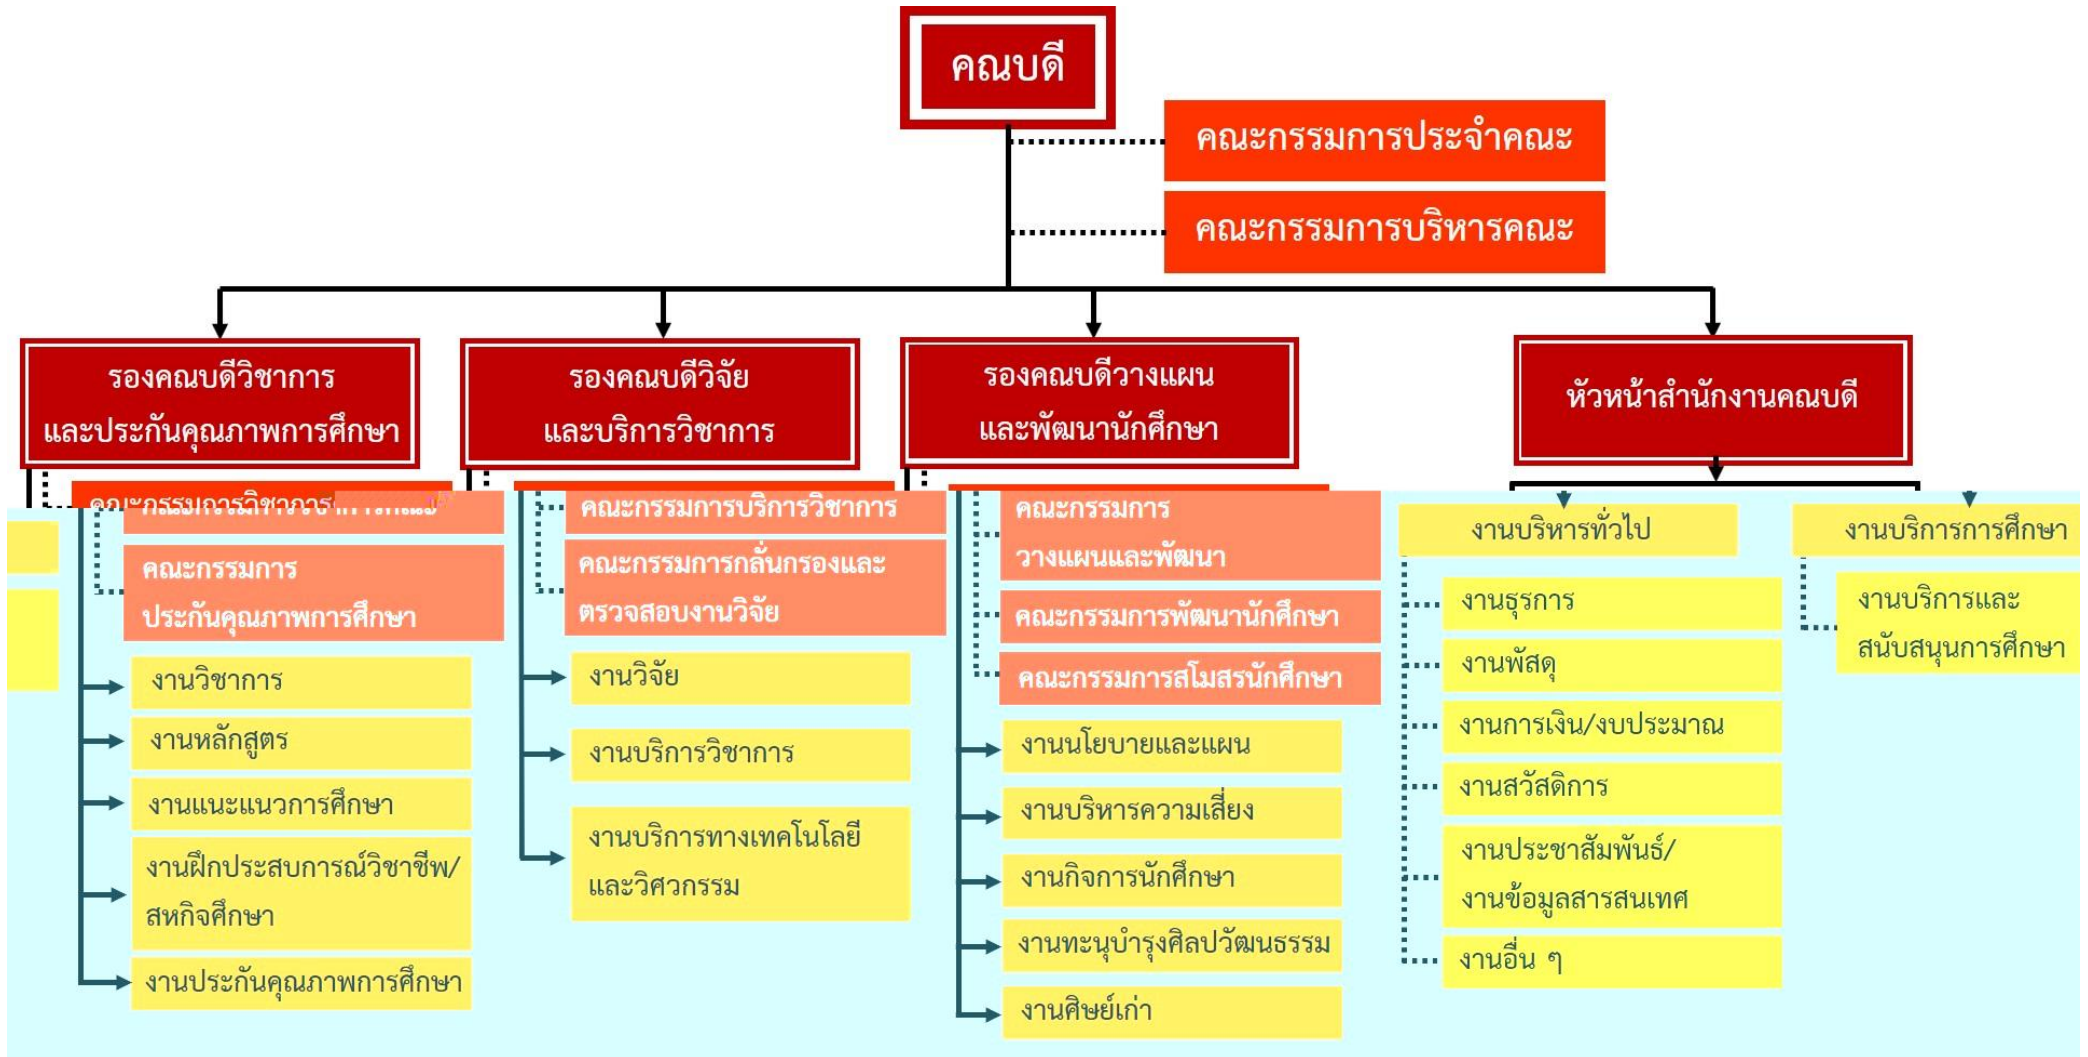 คณบดี
คณะกรรมการประจำคณะ
คณะกรรมการบริหารคณะ
รองคณบดีวิชาการ
และประกันคุณภาพการศึกษา
รองคณบดีวิจัย
และบริการวิชาการ
รองคณบดีวางแผน
และพัฒนานักศึกษา
หัวหน้าสำนักงานคณบดี
คณะกรรมการวิชาการ
คณะกรรมการ
ประกันคุณภาพการศึกษา
งานวิชาการ
งานหลักสูตร
งานแนะแนวการศึกษา
งานฝึกประสบการณ์วิชาชีพ/
สหกิจศึกษา
งานประกันคุณภาพการศึกษา
คณะกรรมการบริการวิชาการ
คณะกรรมการกลั่นกรองและ
ตรวจสอบงานวิจัย
งานวิจัย
งานบริการวิชาการ
งานบริการทางเทคโนโลยี
และวิศวกรรม
คณะกรรมการ
วางแผนและพัฒนา
คณะกรรมการพัฒนานักศึกษา
คณะกรรมการสโมสรนักศึกษา
งานนโยบายและแผน
งานบริหารความเสี่ยง
งานกิจการนักศึกษา
งานทะนุบำรุงศิลปวัฒนธรรม
งานศิษย์เก่า
งานบริหารทั่วไป
งานธุรการ
งานพัสดุ
งานการเงิน/งบประมาณ
งานสวัสดิการ
งานประชาสัมพันธ์/
งานข้อมูลสารสนเทศ
งานอื่น ๆ
งานบริการการศึกษา
งานบริการและ
สนับสนุนการศึกษา